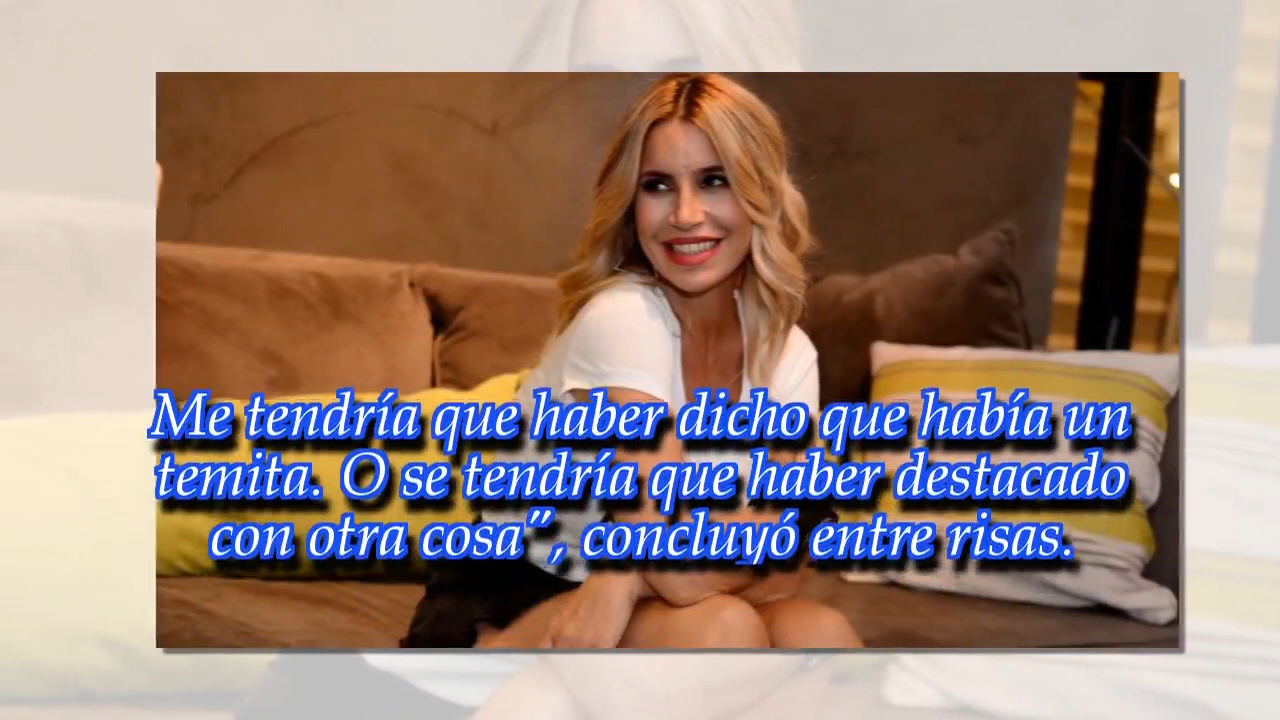 Me tendría que haber dicho que había un
temita. O se tendría que haber destacado
con otra cosa”, concluyó entre risas.